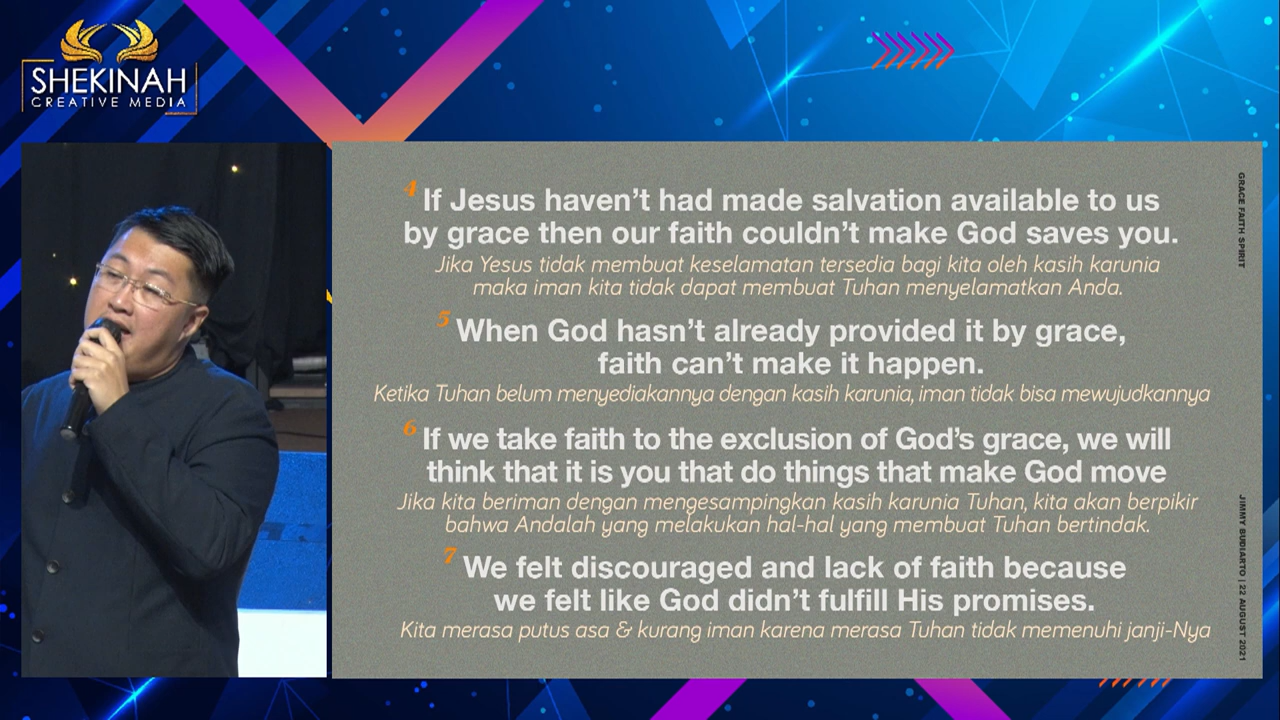 SHEKINAH
CREATIVE MEDIA
4 If Jesus haven't had made salvation available to us
by grace then our faith couldn't make God saves you.
Jika Yesus tidak membuat keselamatan tersedia bagi kita oleh kasih karunia
maka iman kita tidak dapat membuat Tuhan menyelamatkan Anda.
5 When God hasn't already provided it by grace,
faith can't make it happen.
Ketika Tuhan belum menyediakannya dengan kasih karunia, iman tidak bisa mewujudkannya
6 If we take faith to the exclusion of God's grace, we will
think that it is you that do things that make God move
Jika kita beriman dengan mengesampingkan kasih karunia Tuhan, kita akan berpikir
bahwa Andalah yang melakukan hal-hal yang membuat Tuhan bertindak.
7 We felt discouraged and lack of faith because
we felt like God didn't fulfill His promises.
Kita merasa putus asa & kurang iman karena merasa Tuhan tidak memenuhi janji-Nya
GRACE FAITH SPIRIT
JIMMY BUDIARTO | 22 AUGUST 2021